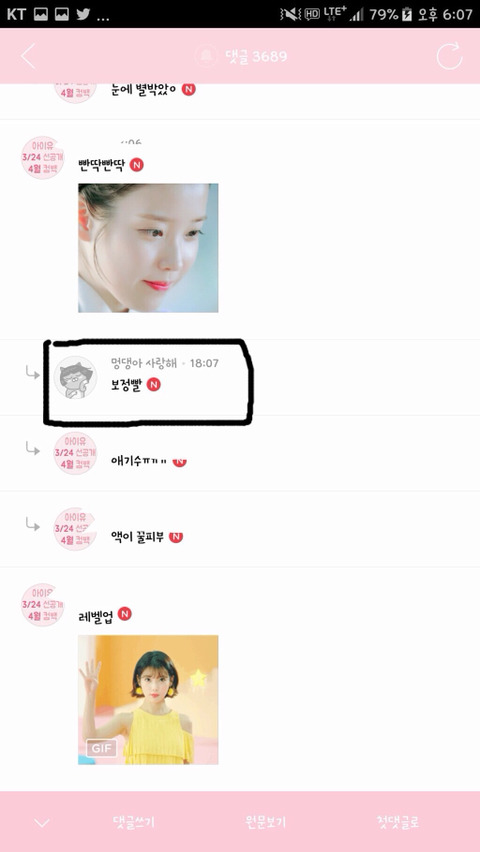 KT
... HD LTE+ 79% 오후 6:07
댓글 3689
4월 컴백
눈에 별박았ㅇ N
아이유
3/24 선공개
4월 컴백
빤딱빤딱 N
멍댕아 사랑해 · 18:07
보정빨 N
아이유
3/24 선공개
4월 컴백
애기수ㅠㄲㅠ N
아이유
3/24 선공
4월 컴백
액이 꿀피부 N
아이유
3/24 선공개
4월 컴백
레벨업 N
GIF
댓글쓰기 원문보기 첫댓글로